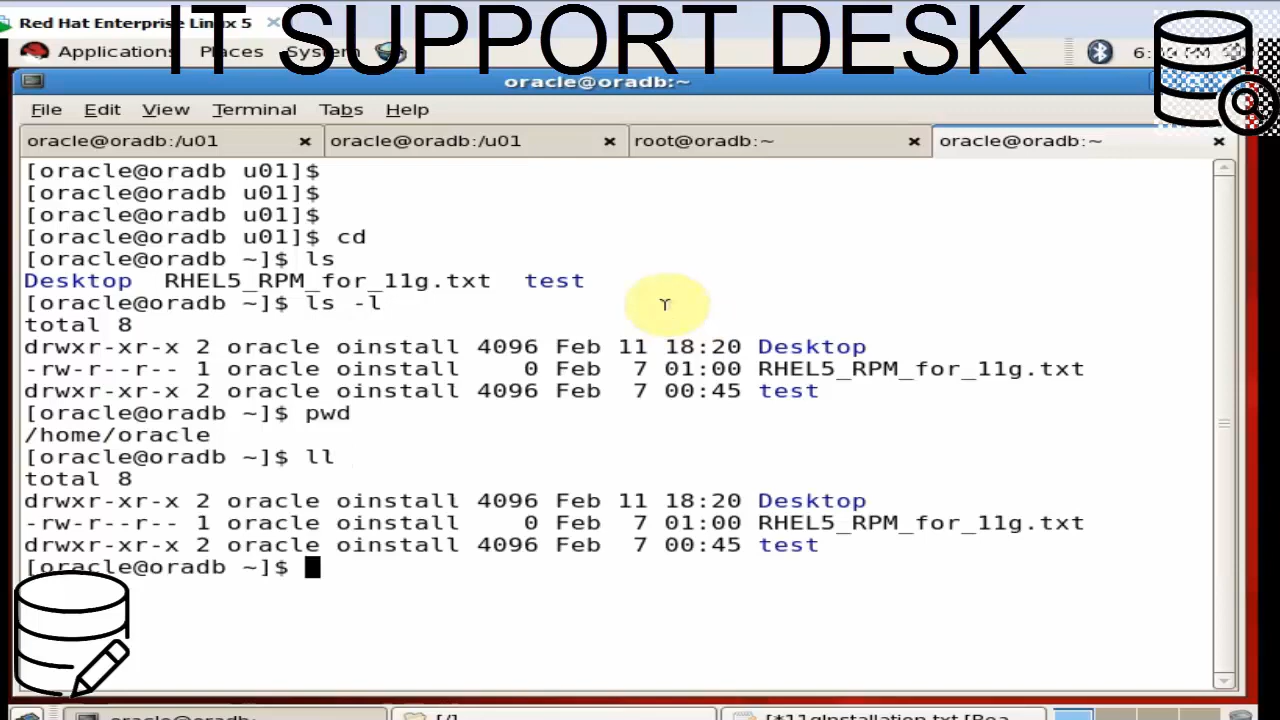 Red Hat Enterprise Linux 5
IT SUPPORT DESK
Applications Places System
oracle@oradb:~
File Edit View Terminal Tabs Help
oracle@oradb:/u01 oracle@oradb:/u01 root@oradb:~ oracle@oradb:~
[oracle@oradb u01]$
[oracle@oradb u01]$
[oracle@oradb u01]$
[oracle@oradb u01]$ cd
[oracle@oradb ~]$ ls
Desktop RHEL5_RPM_for_11g.txt test
[oracle@oradb ~]$ ls -l
total 8
drwxr-xr-x 2 oracle oinstall 4096 Feb 11 18:20 Desktop
-rw-r--r-- 1 oracle oinstall 0 Feb 7 01:00 RHEL5_RPM_for_11g.txt
drwxr-xr-x 2 oracle oinstall 4096 Feb 7 00:45 test
[oracle@oradb ~]$ pwd
/home/oracle
[oracle@oradb ~]$ ll
total 8
drwxr-xr-x 2 oracle oinstall 4096 Feb 11 18:20 Desktop
-rw-r--r-- 1 oracle oinstall 0 Feb 7 01:00 RHEL5_RPM_for_11g.txt
drwxr-xr-x 2 oracle oinstall 4096 Feb 7 00:45 test
[oracle@oradb ~]$
oracle@oradb:~ [/] [*11gInstallation.txt [Rea